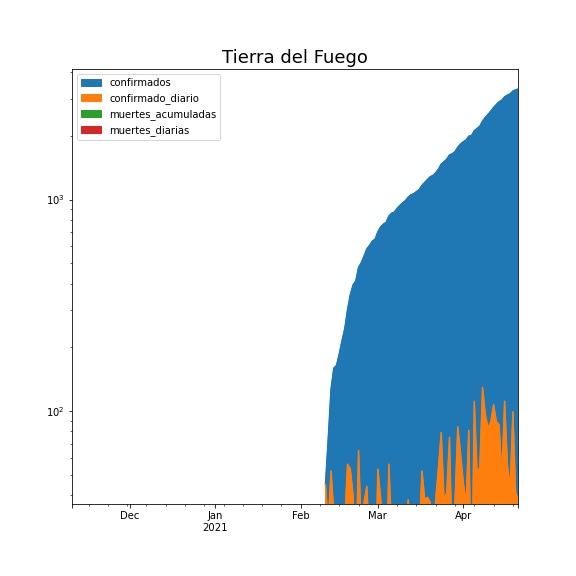 Tierra del Fuego
confirmados
confirmado_diario
muertes_acumuladas
muertes_diarias
10³
10²
Dec Jan Feb Mar Apr
2021